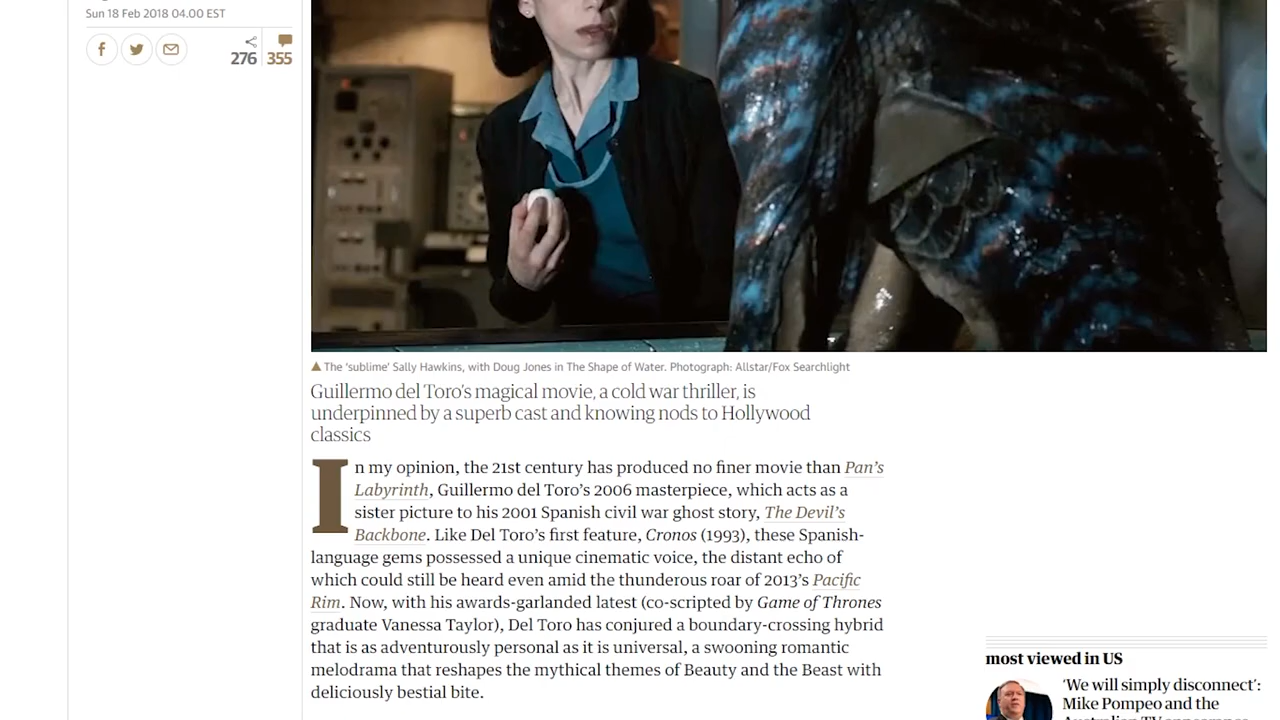 Sun 18 Feb 2018 04.00 EST
276 355
The 'sublime' Sally Hawkins, with Doug Jones in The Shape of Water. Photograph: Allstar/Fox Searchlight
Guillermo del Toro's magical movie, a cold war thriller, is
underpinned by a superb cast and knowing nods to Hollywood
classics
In my opinion, the 21st century has produced no finer movie than Pan's
Labyrinth, Guillermo del Toro's 2006 masterpiece, which acts as a
sister picture to his 2001 Spanish civil war ghost story, The Devil's
Backbone. Like Del Toro's first feature, Cronos (1993), these Spanish-
language gems possessed a unique cinematic voice, the distant echo of
which could still be heard even amid the thunderous roar of 2013's Pacific
Rim. Now, with his awards-garlanded latest (co-scripted by Game of Thrones
graduate Vanessa Taylor), Del Toro has conjured a boundary-crossing hybrid
that is as adventurously personal as it is universal, a swooning romantic
melodrama that reshapes the mythical themes of Beauty and the Beast with
deliciously bestial bite.
most viewed in US
'We will simply disconnect':
Mike Pompeo and the